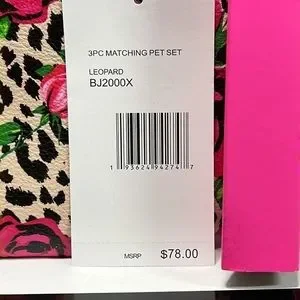 3PC MATCHING PET SET
LEOPARD
BJ2000X
1 93624 94274 7
MSRP $78.00